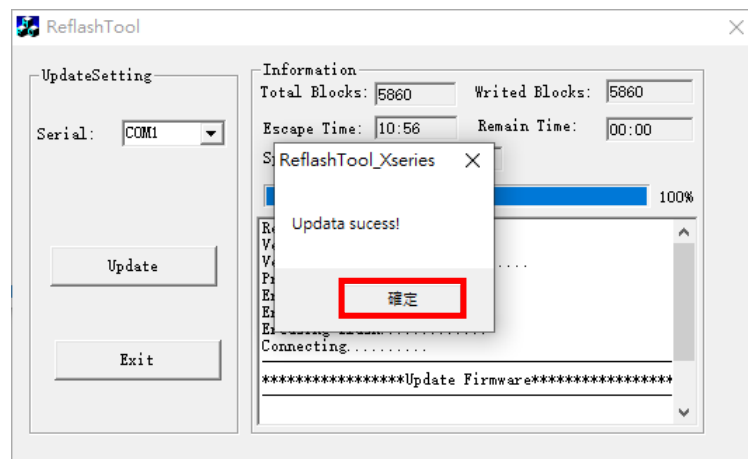 ReflashTool
UpdateSetting
Serial: COM1
Update
Exit
Information
Total Blocks: 5860 Writed Blocks: 5860
Escape Time: 10:56 Remain Time: 00:00
100%
ReflashTool_Xseries
Updata sucess!
確定
Connecting..........
*****************Update Firmware*****************